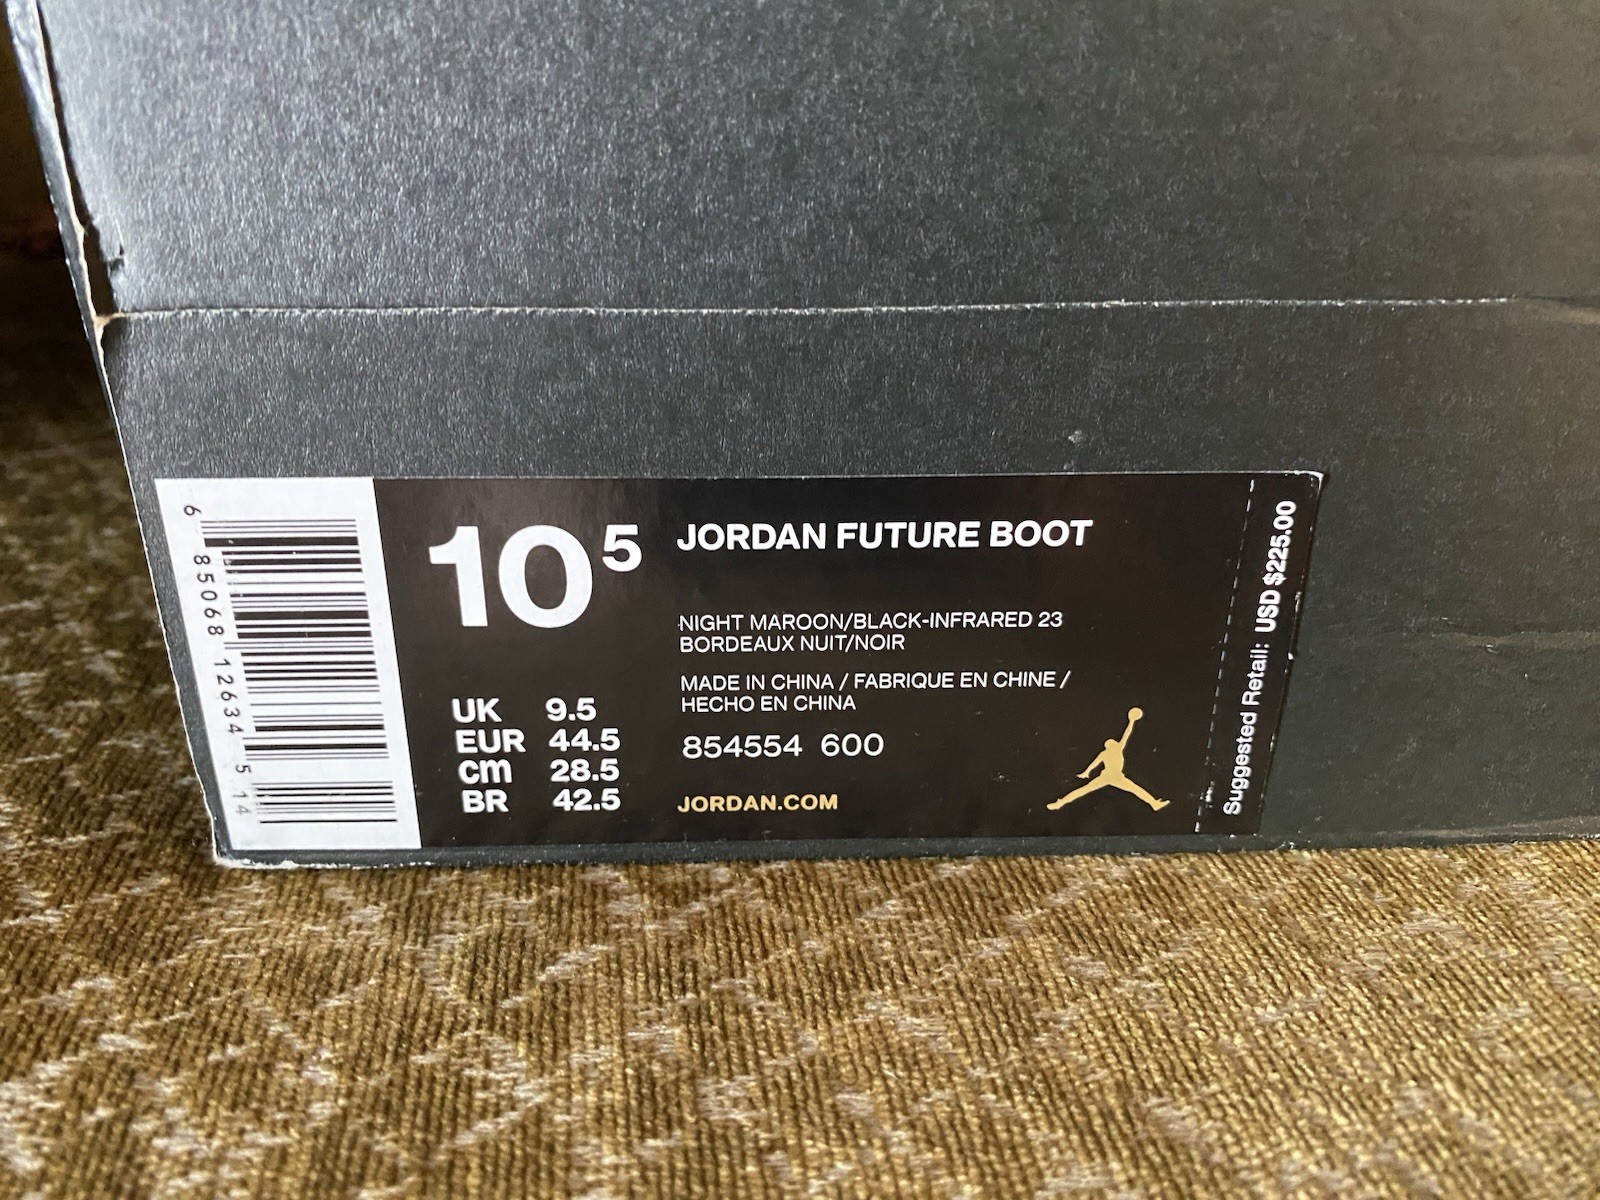 6 85068 12634 5 14
10 5
JORDAN FUTURE BOOT
NIGHT MAROON/BLACK-INFRARED 23
BORDEAUX NUIT/NOIR
MADE IN CHINA / FABRIQUE EN CHINE /
HECHO EN CHINA
854554 600
UK 9.5
EUR 44.5
cm 28.5
BR 42.5
JORDAN.COM
Suggested Retail: USD $225.00